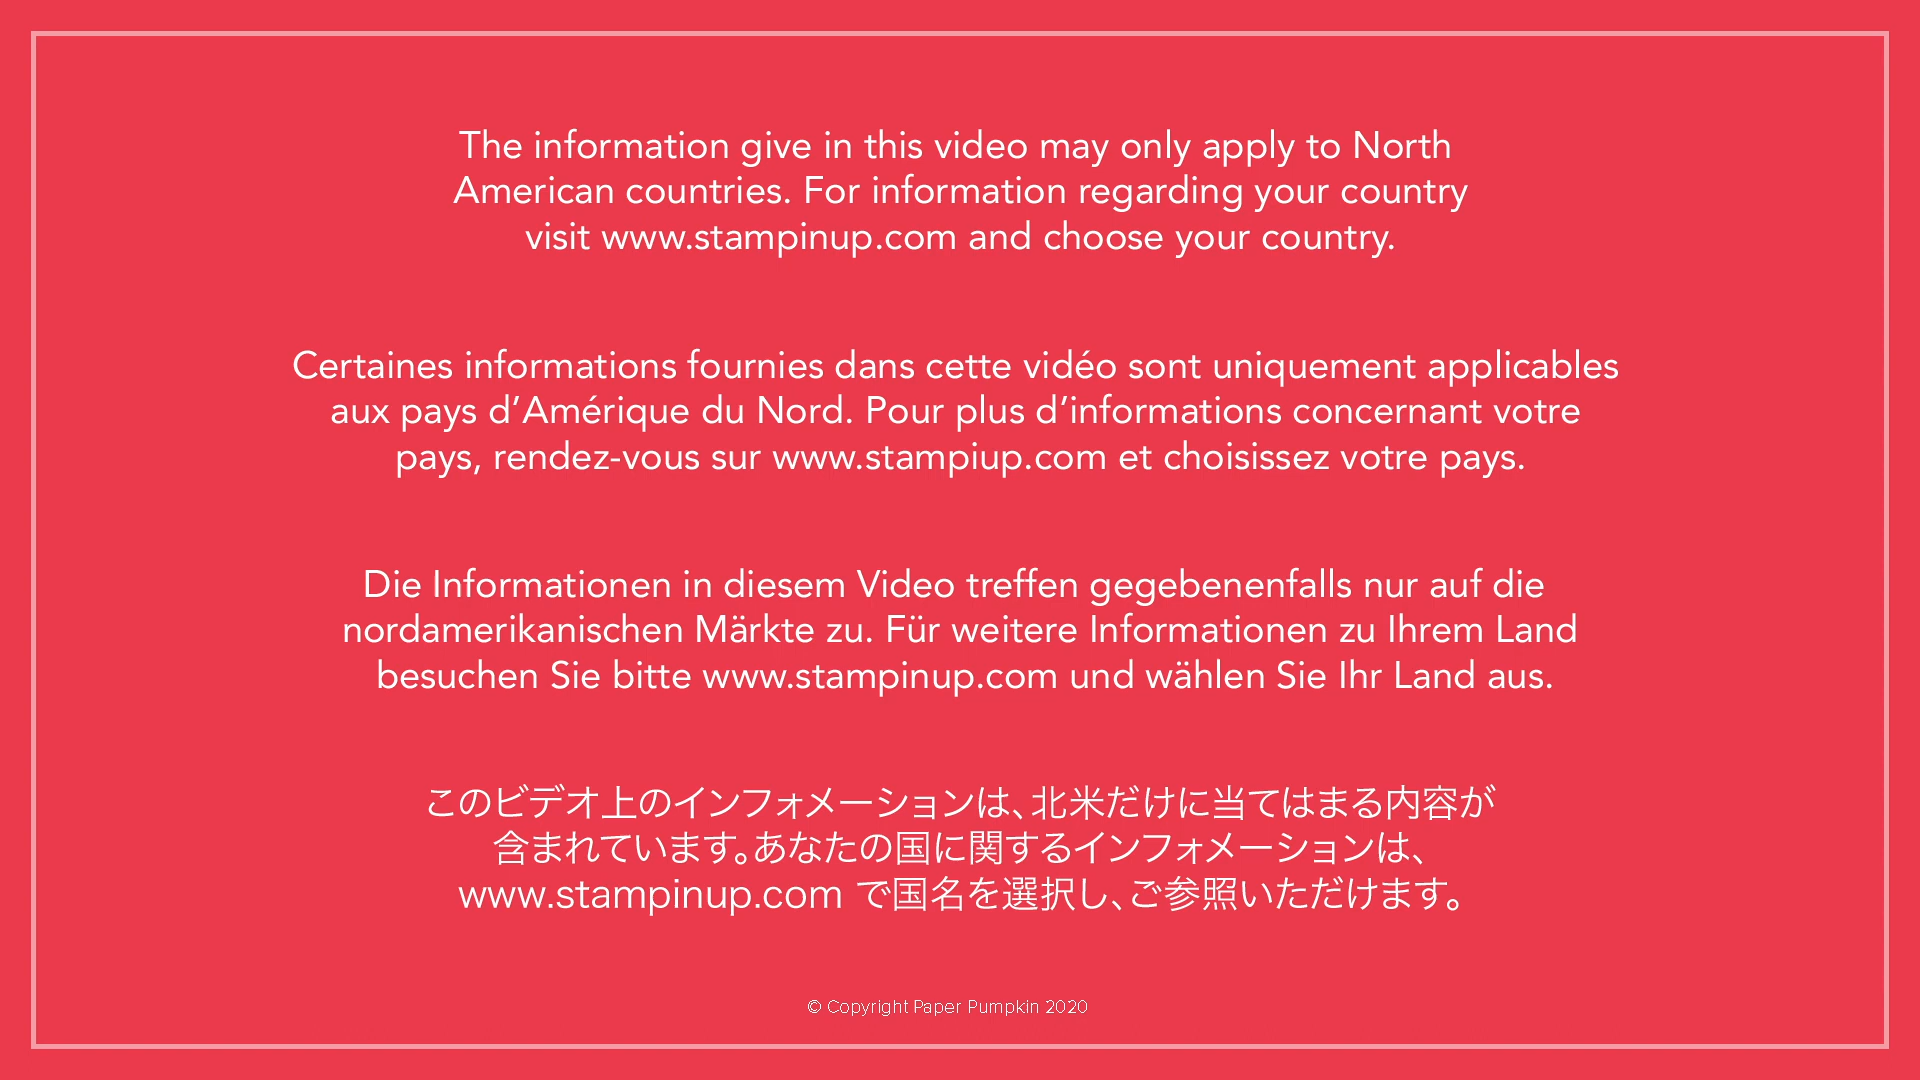 The information give in this video may only apply to North
American countries. For information regarding your country
visit www.stampinup.com and choose your country.
Certaines informations fournies dans cette vidéo sont uniquement applicables
aux pays d’Amérique du Nord. Pour plus d’informations concernant votre
pays, rendez-vous sur www.stampiup.com et choisissez votre pays.
Die Informationen in diesem Video treffen gegebenenfalls nur auf die
nordamerikanischen Märkte zu. Für weitere Informationen zu Ihrem Land
besuchen Sie bitte www.stampinup.com und wählen Sie Ihr Land aus.
このビデオ上のインフォメーションは、北米だけに当てはまる内容が
含まれています。あなたの国に関するインフォメーションは、
www.stampinup.com で国名を選択し、ご参照いただけます。
© Copyright Paper Pumpkin 2020